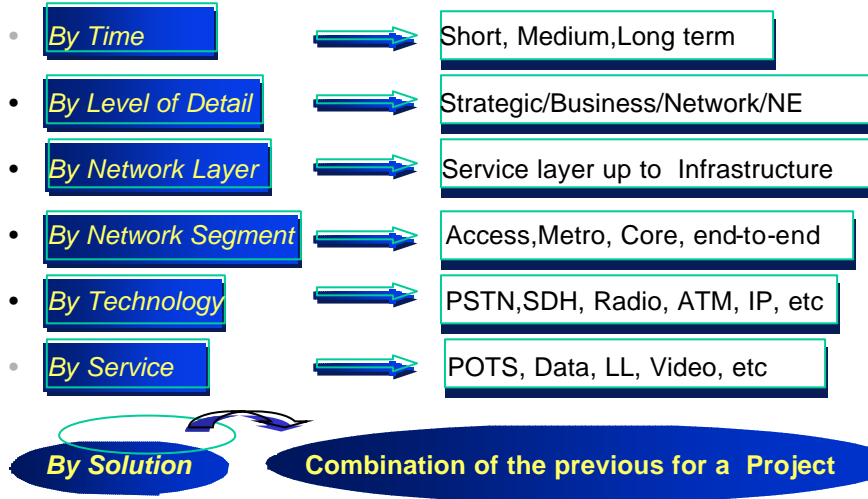 • By Time Short, Medium,Long term
• By Level of Detail Strategic/Business/Network/NE
• By Network Layer Service layer up to Infrastructure
• By Network Segment Access,Metro, Core, end-to-end
• By Technology PSTN,SDH, Radio, ATM, IP, etc
• By Service POTS, Data, LL, Video, etc
By Solution Combination of the previous for a Project